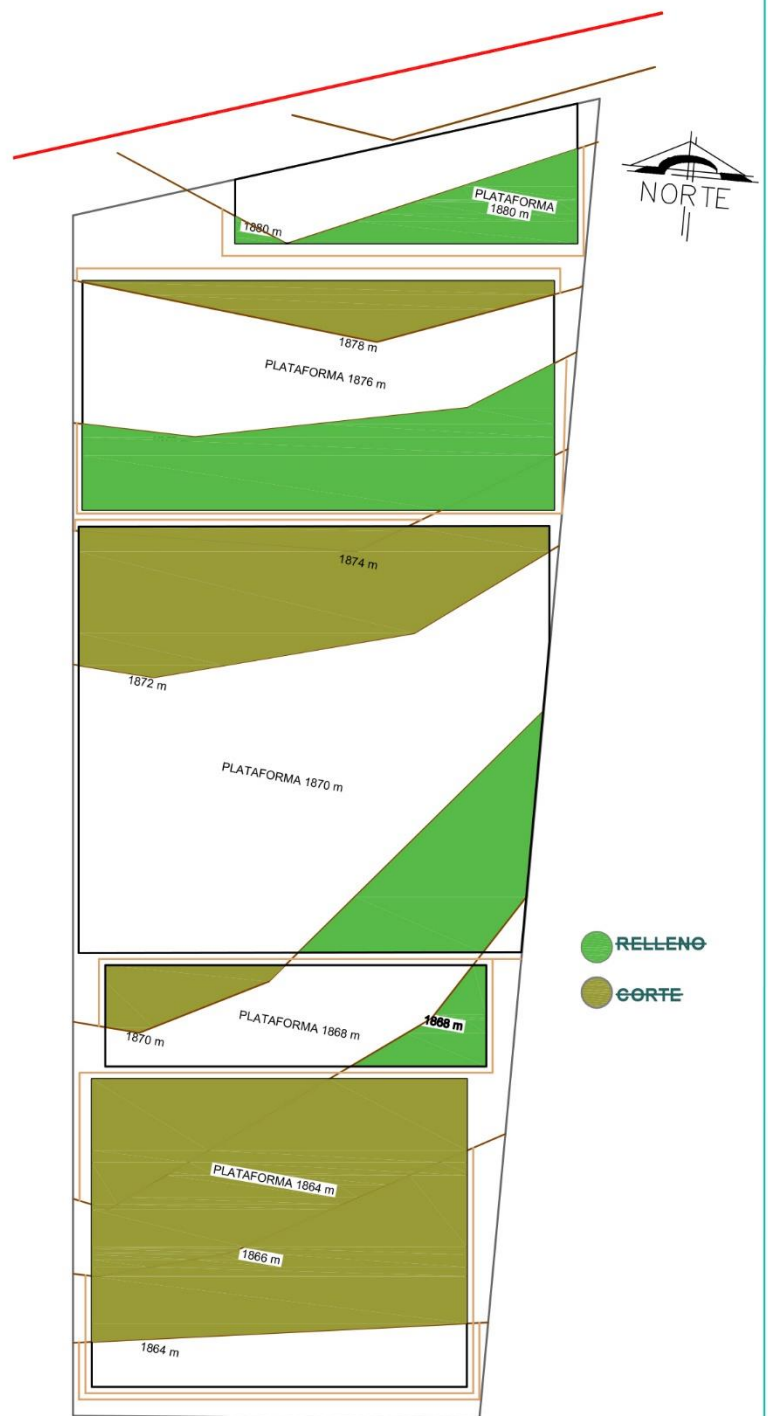 NORTE
PLATAFORMA
1880 m
1880 m
1878 m
PLATAFORMA 1876 m
1874 m
1872 m
PLATAFORMA 1870 m
RELLENO
CORTE
1868 m
PLATAFORMA 1868 m
1870 m
PLATAFORMA 1864 m
1866 m
1864 m